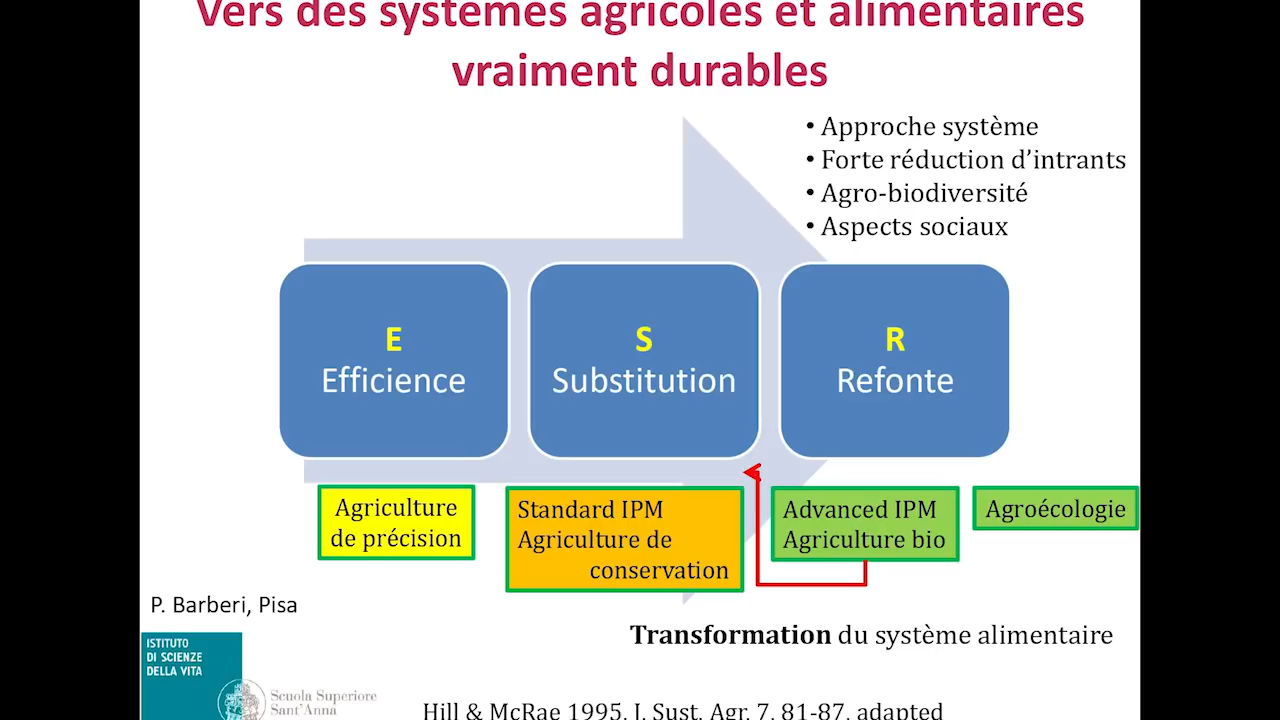 Vers des systèmes agricoles et alimentaires
vraiment durables
• Approche système
• Forte réduction d’intrants
• Agro-biodiversité
• Aspects sociaux
E
Efficience
S
Substitution
R
Refonte
Agriculture
de précision
Standard IPM
Agriculture de
conservation
Advanced IPM
Agriculture bio
Agroécologie
P. Barberi, Pisa
Transformation du système alimentaire
ISTITUTO
DI SCIENZE
DELLA VITA
Scuola Superiore
Sant’Anna
Hill & McRae 1995, J. Sust. Agr. 7, 81-87, adapted